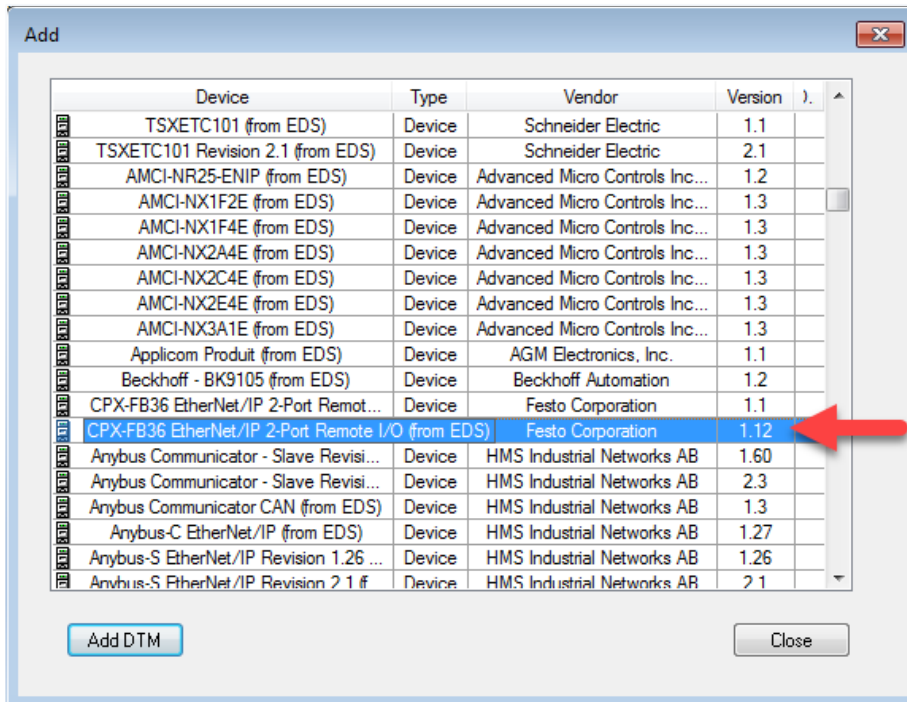 Add
Device Type Vendor Version ).
TSXETC101 (from EDS) Device Schneider Electric 1.1
TSXETC101 Revision 2.1 (from EDS) Device Schneider Electric 2.1
AMCI-NR25-ENIP (from EDS) Device Advanced Micro Controls Inc... 1.2
AMCI-NX1F2E (from EDS) Device Advanced Micro Controls Inc... 1.3
AMCI-NX1F4E (from EDS) Device Advanced Micro Controls Inc... 1.3
AMCI-NX2A4E (from EDS) Device Advanced Micro Controls Inc... 1.3
AMCI-NX2C4E (from EDS) Device Advanced Micro Controls Inc... 1.3
AMCI-NX2E4E (from EDS) Device Advanced Micro Controls Inc... 1.3
AMCI-NX3A1E (from EDS) Device Advanced Micro Controls Inc... 1.3
Applicom Produit (from EDS) Device AGM Electronics, Inc. 1.1
Beckhoff - BK9105 (from EDS) Device Beckhoff Automation 1.2
CPX-FB36 EtherNet/IP 2-Port Remot... Device Festo Corporation 1.1
CPX-FB36 EtherNet/IP 2-Port Remote I/O (from EDS) Festo Corporation 1.12
Anybus Communicator - Slave Revisi... Device HMS Industrial Networks AB 1.60
Anybus Communicator - Slave Revisi... Device HMS Industrial Networks AB 2.3
Anybus Communicator CAN (from EDS) Device HMS Industrial Networks AB 1.3
Anybus-C EtherNet/IP (from EDS) Device HMS Industrial Networks AB 1.27
Anybus-S EtherNet/IP Revision 1.26 ... Device HMS Industrial Networks AB 1.26
Anybus-S EtherNet/IP Revision 2.1 (f... Device HMS Industrial Networks AB 2.1
Add DTM Close